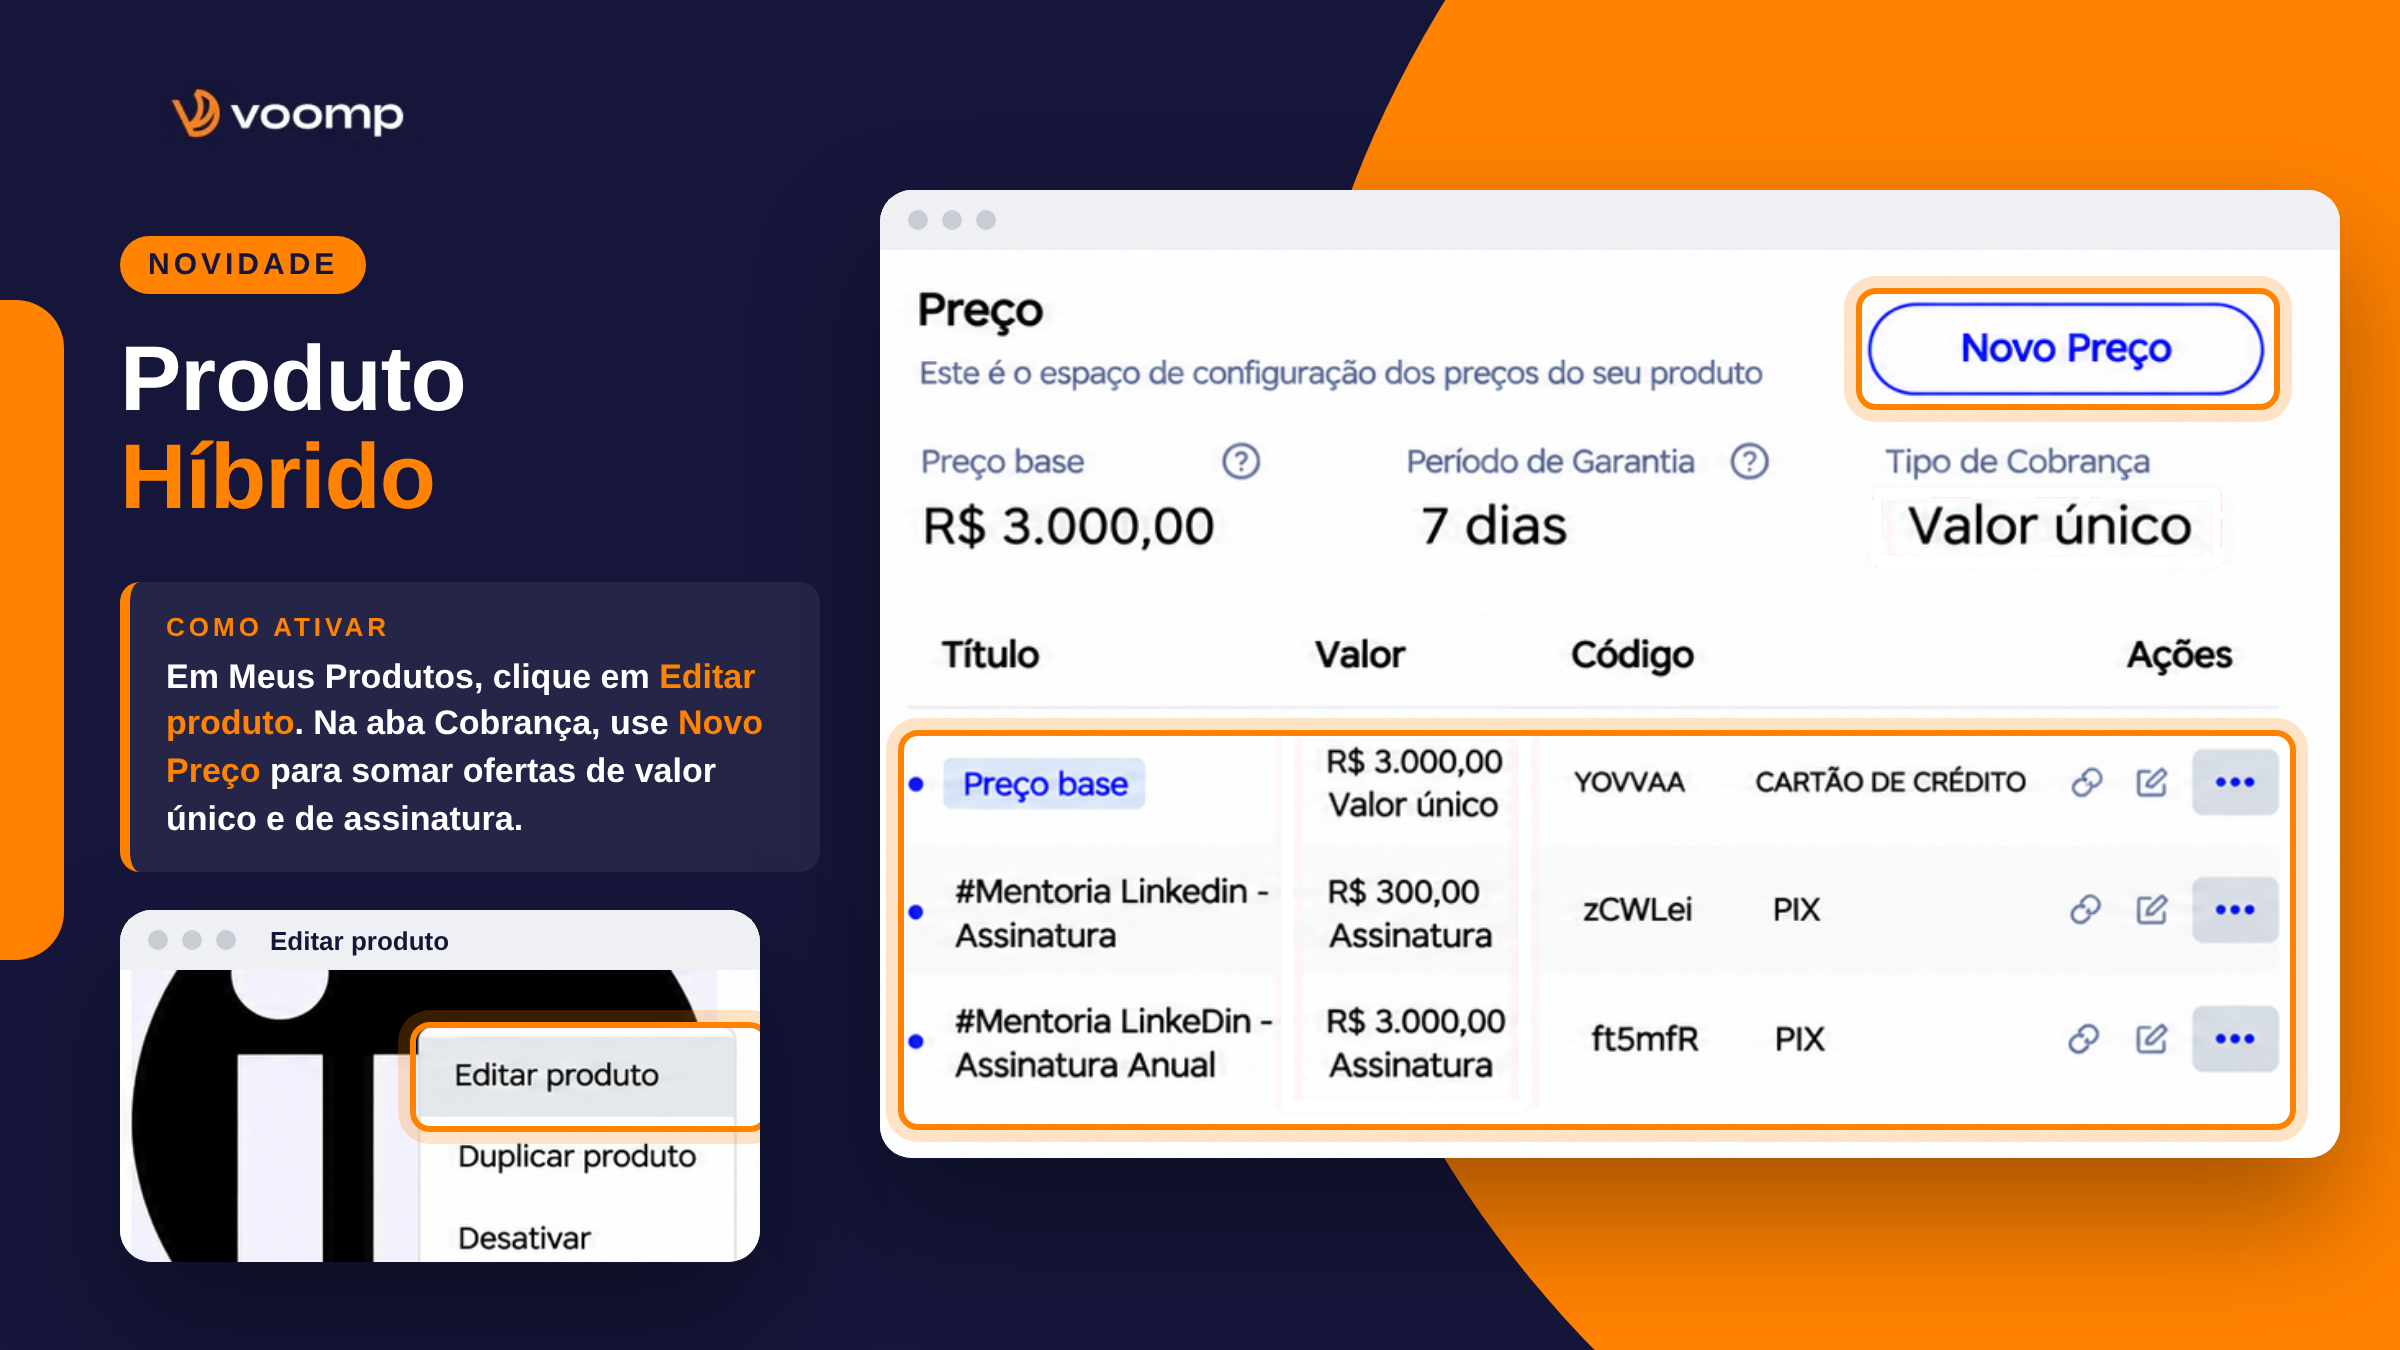 voomp
NOVIDADE
Produto
Híbrido
COMO ATIVAR
Em Meus Produtos, clique em Editar
produto. Na aba Cobrança, use Novo
Preço para somar ofertas de valor
único e de assinatura.
Editar produto
Editar produto
Duplicar produto
Desativar
Preço
Novo Preço
Este é o espaço de configuração dos preços do seu produto
Preço base ? Período de Garantia ? Tipo de Cobrança
R$ 3.000,00 7 dias Valor único
Título Valor Código Ações
Preço base R$ 3.000,00 Valor único YOVVAA CARTÃO DE CRÉDITO
#Mentoria Linkedin - R$ 300,00 zCWLei PIX
Assinatura Assinatura
#Mentoria LinkeDin - R$ 3.000,00 ft5mfR PIX
Assinatura Anual Assinatura